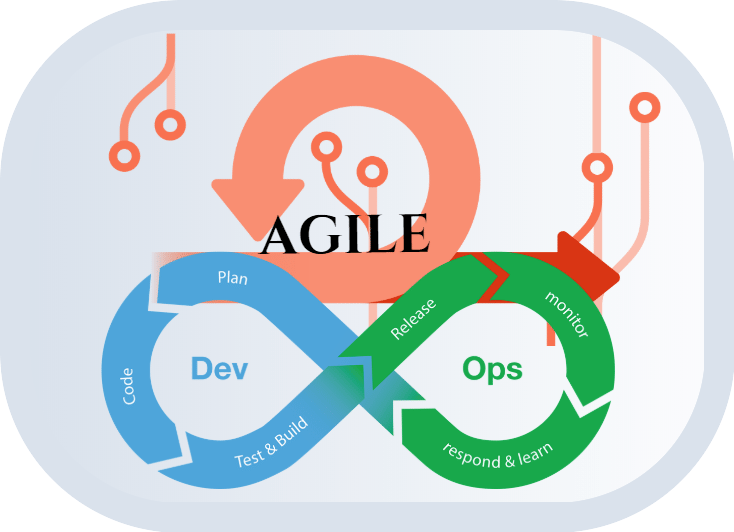 AGILE
Plan
Code
Test & Build
Dev
Release
Ops
monitor
respond & learn